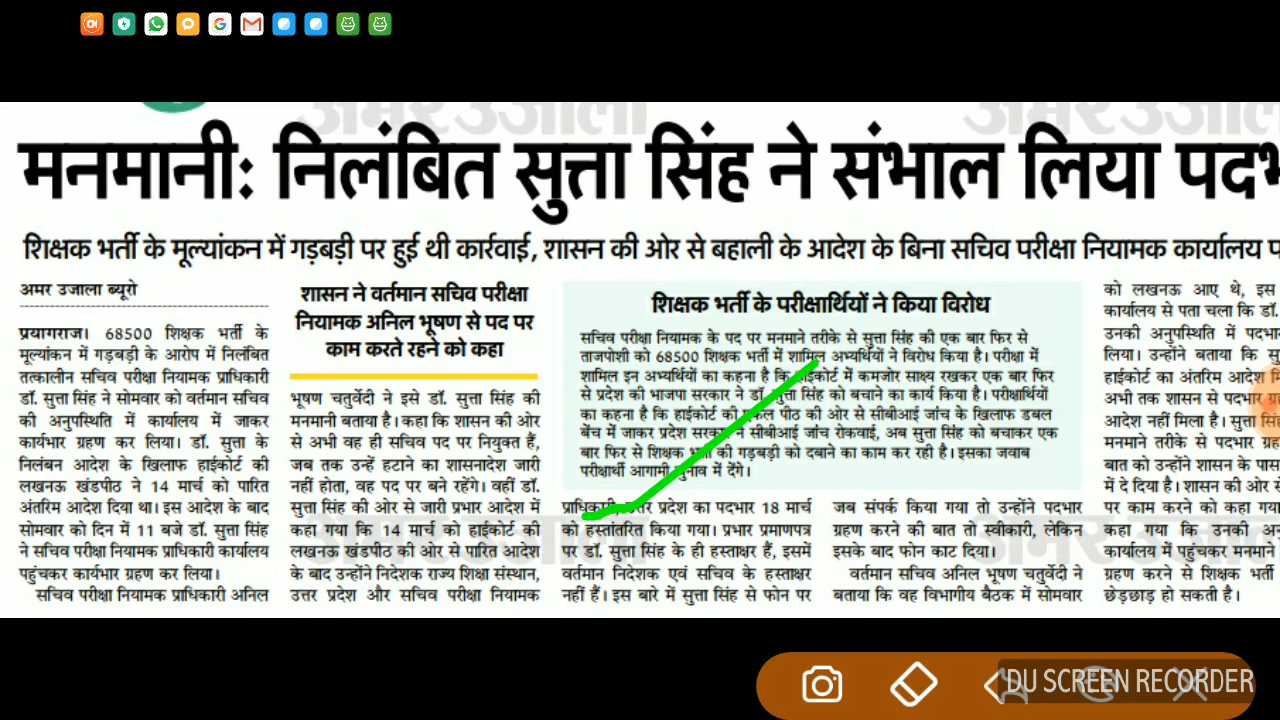 अमर उजाला
अमर उजाला
मनमानी: निलंबित सुत्ता सिंह ने संभाल लिया
शिक्षक भर्ती के मूल्यांकन में गड़बड़ी पर हुई थी कार्रवाई, शासन की ओर से बहाली के आदेश के बिना सचिव परीक्षा नियामक कार्यालय
अमर उजाला ब्यूरो
प्रयागराज। 68500 शिक्षक भर्ती के
मूल्यांकन में गड़बड़ी के आरोप में निलंबित
तत्कालीन सचिव परीक्षा नियामक प्राधिकारी
डॉ. सुत्ता सिंह ने सोमवार को वर्तमान सचिव
की अनुपस्थिति में कार्यालय में जाकर
कार्यभार ग्रहण कर लिया। डॉ. सुत्ता के
निलंबन आदेश के खिलाफ हाईकोर्ट की
लखनऊ खंडपीठ ने 14 मार्च को पारित
अंतरिम आदेश दिया था। इस आदेश के बाद
सोमवार को दिन में 11 बजे डॉ. सुत्ता सिंह
ने सचिव परीक्षा नियामक प्राधिकारी कार्यालय
पहुंचकर कार्यभार ग्रहण कर लिया।
सचिव परीक्षा नियामक प्राधिकारी अनिल
शासन ने वर्तमान सचिव परीक्षा
नियामक अनिल भूषण से पद पर
काम करते रहने को कहा
भूषण चतुर्वेदी ने इसे डॉ. सुत्ता सिंह की
मनमानी बताया है। कहा कि शासन की ओर
से अभी वह ही सचिव पद पर नियुक्त हैं,
जब तक उन्हें हटाने का शासनादेश जारी
नहीं होता, वह पद पर बने रहेंगे। वहीं डॉ.
सुत्ता सिंह की ओर से जारी प्रभार आदेश में
कहा गया कि 14 मार्च को हाईकोर्ट की
लखनऊ खंडपीठ की ओर से पारित आदेश
के बाद उन्होंने निदेशक राज्य शिक्षा संस्थान,
उत्तर प्रदेश और सचिव परीक्षा नियामक
शिक्षक भर्ती के परीक्षार्थियों ने किया विरोध
सचिव परीक्षा नियामक के पद पर मनमाने तरीके से सुत्ता सिंह की एक बार फिर से
ताजपोशी को 68500 शिक्षक भर्ती में शामिल अभ्यर्थियों ने विरोध किया है। परीक्षा में
शामिल इन अभ्यर्थियों का कहना है कि हाईकोर्ट में कमजोर साक्ष्य रखकर एक बार फिर
से प्रदेश की भाजपा सरकार ने डॉ. सुत्ता सिंह को बचाने का कार्य किया है। परीक्षार्थियों
का कहना है कि हाईकोर्ट की एकल पीठ की ओर से सीबीआई जांच के खिलाफ डबल
बेंच में जाकर प्रदेश सरकार ने सीबीआई जांच रोकवाई, अब सुत्ता सिंह को बचाकर एक
बार फिर से शिक्षक भर्ती की गड़बड़ी को दबाने का काम कर रही है। इसका जवाब
परीक्षार्थी आगामी चुनाव में देंगे।
प्राधिकारी, उत्तर प्रदेश का पदभार 18 मार्च
को हस्तांतरित किया गया। प्रभार प्रमाणपत्र
पर डॉ. सुत्ता सिंह के ही हस्ताक्षर हैं, इसमें
वर्तमान निदेशक एवं सचिव के हस्ताक्षर
नहीं हैं। इस बारे में सुत्ता सिंह से फोन पर
जब संपर्क किया गया तो उन्होंने पदभार
ग्रहण करने की बात तो स्वीकारी, लेकिन
इसके बाद फोन काट दिया।
वर्तमान सचिव अनिल भूषण चतुर्वेदी ने
बताया कि वह विभागीय बैठक में सोमवार
को लखनऊ आए थे, इस
कार्यालय से पता चला कि डॉ.
उनकी अनुपस्थिति में पदभार
लिया। उन्होंने बताया कि
हाईकोर्ट का अंतरिम आदेश
अभी तक शासन से पदभार
आदेश नहीं मिला है। सुत्ता
मनमाने तरीके से पदभार
बात को उन्होंने शासन के
में दे दिया है। शासन की ओर
पर काम करने को कहा
कहा गया कि उनकी
कार्यालय में पहुंचकर मनमाने
ग्रहण करने से शिक्षक भर्ती
छेड़छाड़ हो सकती है।
DU SCREEN RECORDER